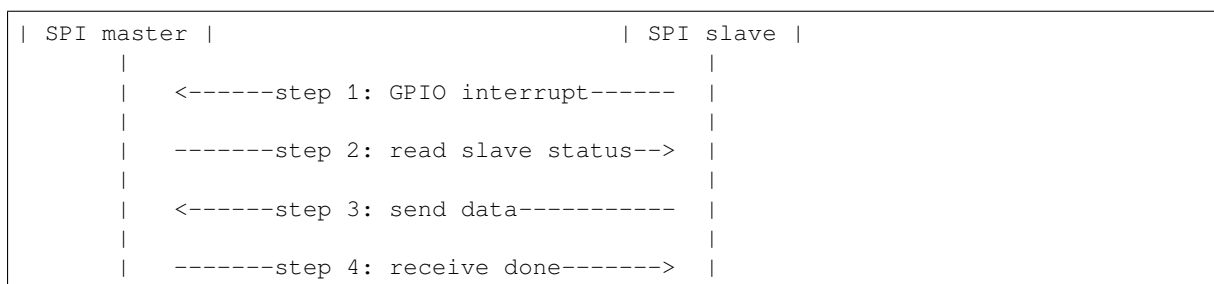 | SPI master |                                 | SPI slave |
       |                                              |
       |   <------step 1: GPIO interrupt------  |
       |                                              |
       |   -------step 2: read slave status-->  |
       |                                              |
       |   <------step 3: send data-----------  |
       |                                              |
       |   -------step 4: receive done------->  |